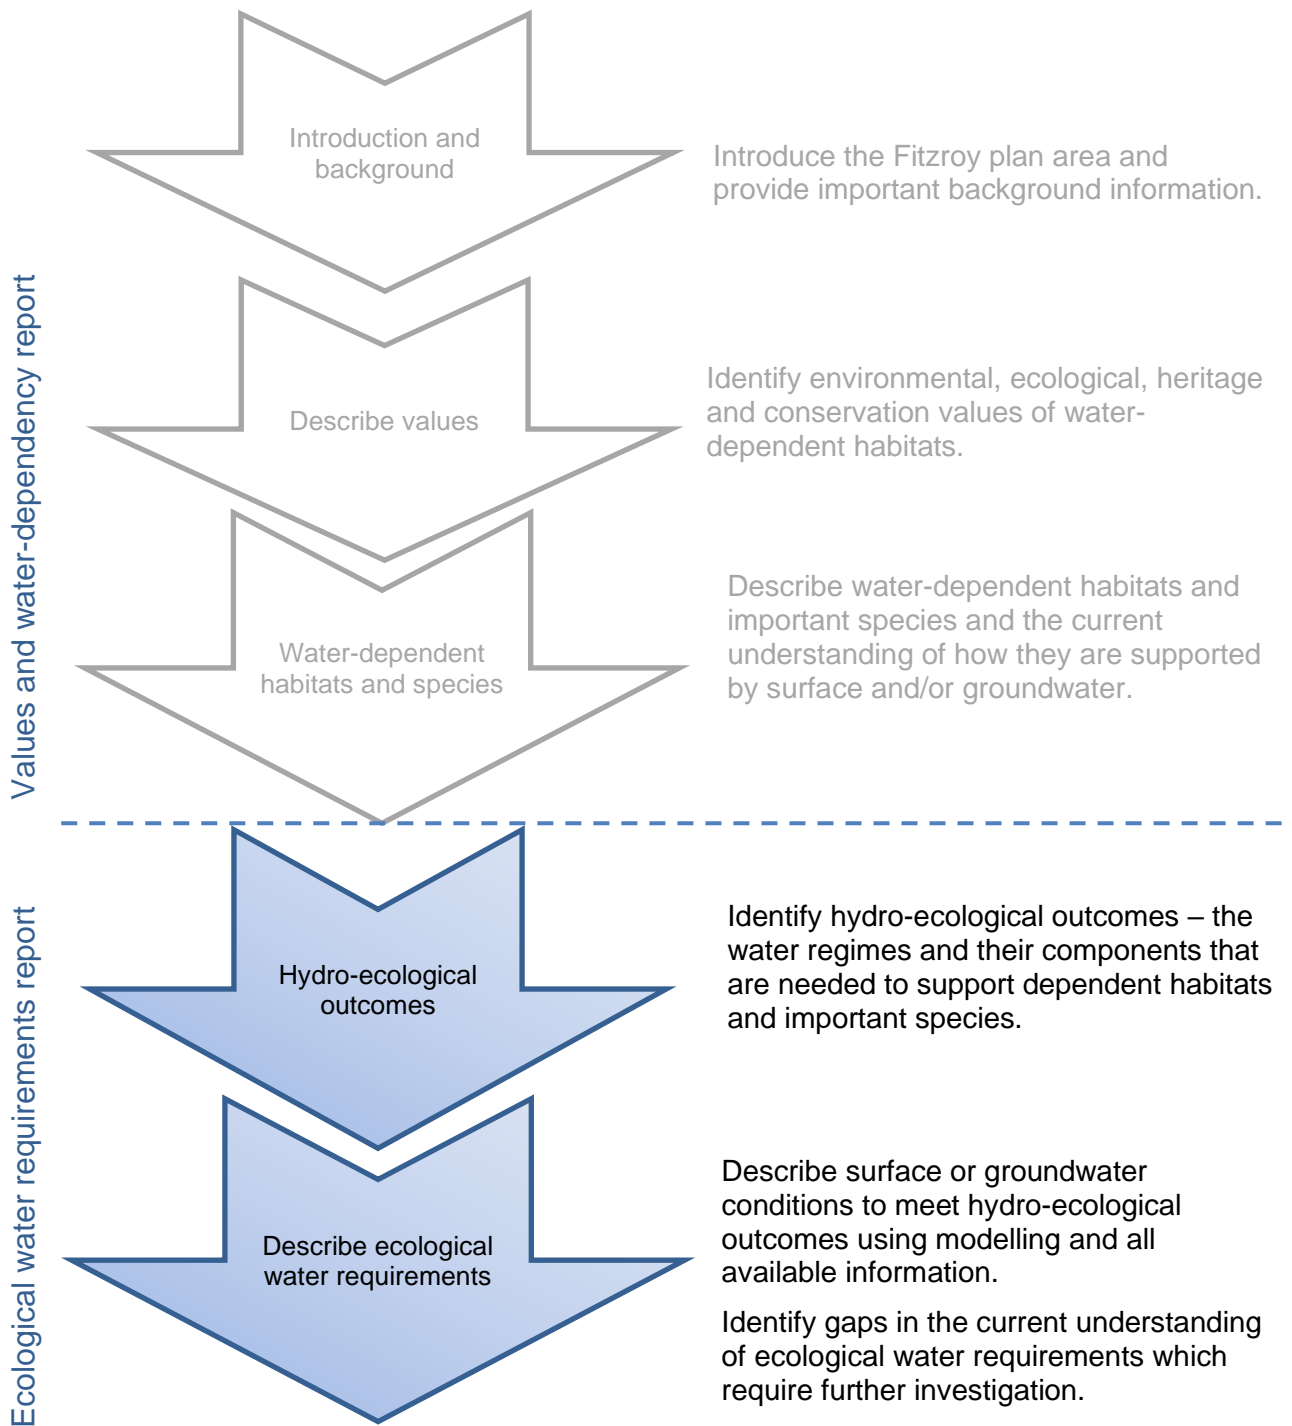 Values and water-dependency report
Introduction and
background
Introduce the Fitzroy plan area and
provide important background information.
Describe values
Identify environmental, ecological, heritage
and conservation values of water-
dependent habitats.
Water-dependent
habitats and species
Describe water-dependent habitats and
important species and the current
understanding of how they are supported
by surface and/or groundwater.
Ecological water requirements report
Hydro-ecological
outcomes
Identify hydro-ecological outcomes – the
water regimes and their components that
are needed to support dependent habitats
and important species.
Describe ecological
water requirements
Describe surface or groundwater
conditions to meet hydro-ecological
outcomes using modelling and all
available information.
Identify gaps in the current understanding
of ecological water requirements which
require further investigation.